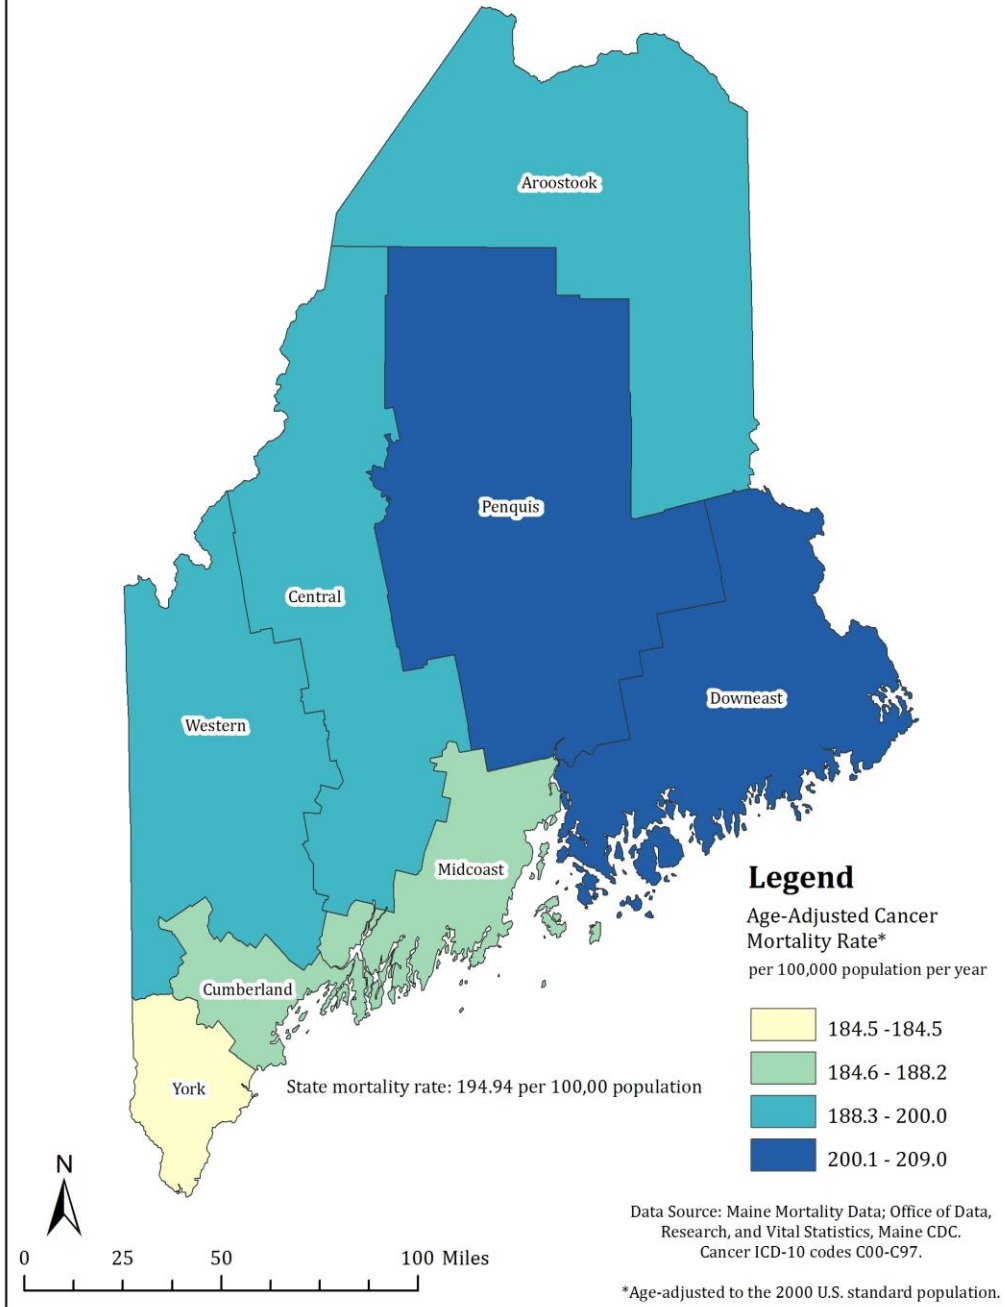 Aroostook
Penquis
Central
Downeast
Western
Midcoast
Cumberland
York
State mortality rate: 194.94 per 100,00 population
Legend
Age-Adjusted Cancer
Mortality Rate*
per 100,000 population per year
184.5 -184.5
184.6 - 188.2
188.3 - 200.0
200.1 - 209.0
N
0 25 50 100 Miles
Data Source: Maine Mortality Data; Office of Data,
Research, and Vital Statistics, Maine CDC.
Cancer ICD-10 codes C00-C97.
*Age-adjusted to the 2000 U.S. standard population.